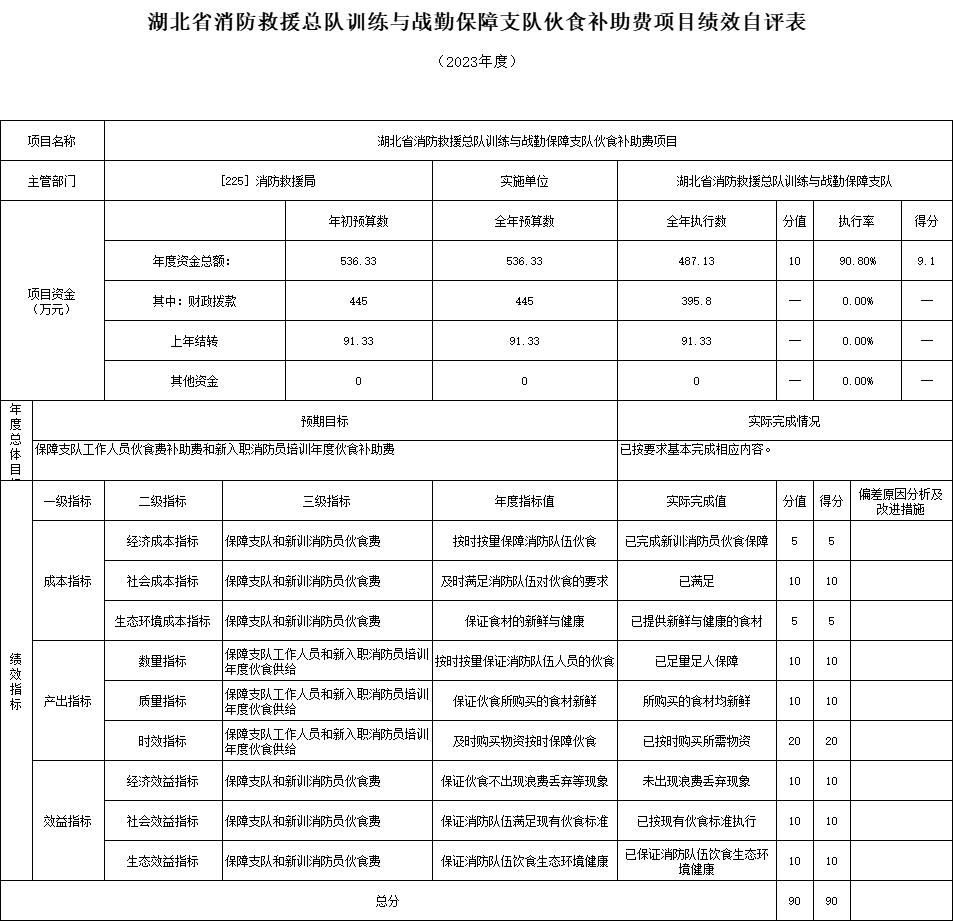 湖北省消防救援总队训练与战勤保障支队伙食补助费项目绩效自评表
（2023年度）
项目名称 湖北省消防救援总队训练与战勤保障支队伙食补助费项目
主管部门 [225] 消防救援局 实施单位 湖北省消防救援总队训练与战勤保障支队
项目资金
（万元）
年初预算数 全年预算数 全年执行数 分值 执行率 得分
年度资金总额: 536.33 536.33 487.13 10 90.80% 9.1
其中: 财政拨款 445 445 395.8 — 0.00% —
上年结转 91.33 91.33 91.33 — 0.00% —
其他资金 0 0 0 — 0.00% —
年
度
总
体
目
预期目标 实际完成情况
保障支队工作人员伙食费补助费和新入职消防员培训年度伙食补助费 已按要求基本完成相应内容。
绩
效
指
标
一级指标 二级指标 三级指标 年度指标值 实际完成值 分值 得分 偏差原因分析及
改进措施
成本指标
经济成本指标 保障支队和新训消防员伙食费 按时按量保障消防队伍伙食 已完成新训消防员伙食保障 5 5
社会成本指标 保障支队和新训消防员伙食费 及时满足消防队伍对伙食的要求 已满足 10 10
生态环境成本指标 保障支队和新训消防员伙食费 保证食材的新鲜与健康 已提供新鲜与健康的食材 5 5
产出指标
数量指标 保障支队工作人员和新入职消防员培训
年度伙食供给 按时按量保证消防队伍人员的伙食 已足量足人保障 10 10
质量指标 保障支队工作人员和新入职消防员培训
年度伙食供给 保证伙食所购买的食材新鲜 所购买的食材均新鲜 10 10
时效指标 保障支队工作人员和新入职消防员培训
年度伙食供给 及时购买物资按时保障伙食 已按时购买所需物资 20 20
效益指标
经济效益指标 保障支队和新训消防员伙食费 保证伙食不出现浪费丢弃等现象 未出现浪费丢弃现象 10 10
社会效益指标 保障支队和新训消防员伙食费 保证消防队伍满足现有伙食标准 已按现有伙食标准执行 10 10
生态效益指标 保障支队和新训消防员伙食费 保证消防队伍饮食生态环境健康 已保证消防队伍饮食生态环
境健康 10 10
总分 90 90